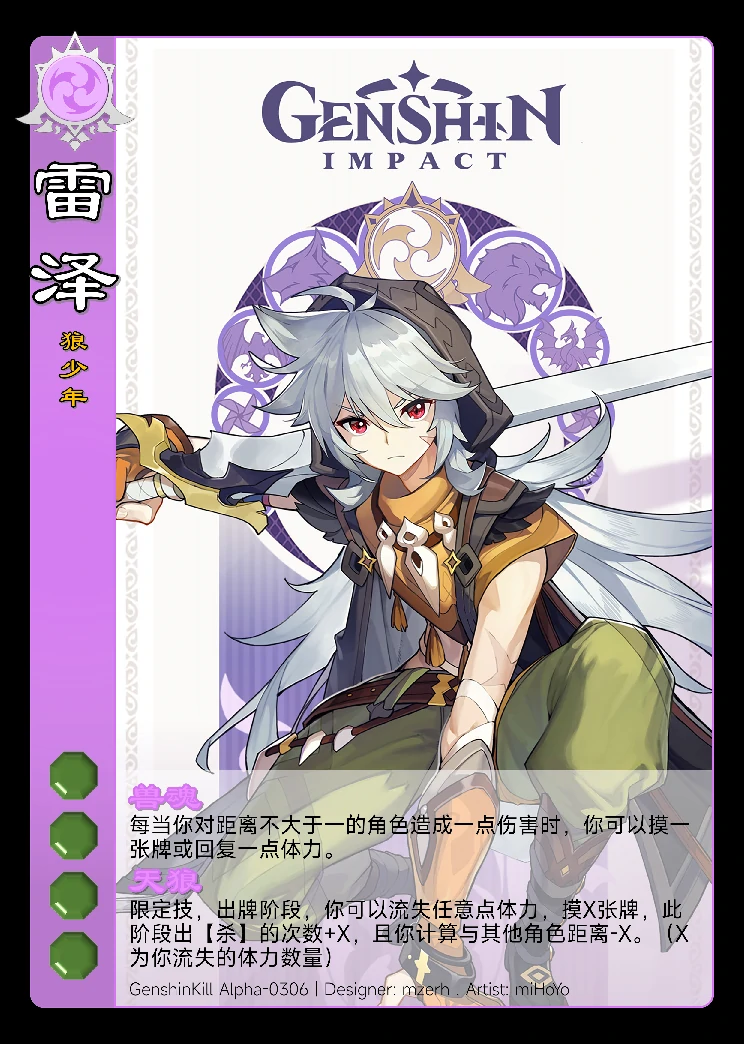 GENSHIN
IMPACT
雷泽
狼少年
兽魂
每当你对距离不大于一的角色造成一点伤害时，你可以摸一
张牌或回复一点体力。
天狼
限定技，出牌阶段，你可以流失任意点体力，摸X张牌，此
阶段出【杀】的次数+X，且你计算与其他角色距离-X。（X
为你流失的体力数量）
GenshinKill Alpha-0306 | Designer: mzerh . Artist: miHoYo